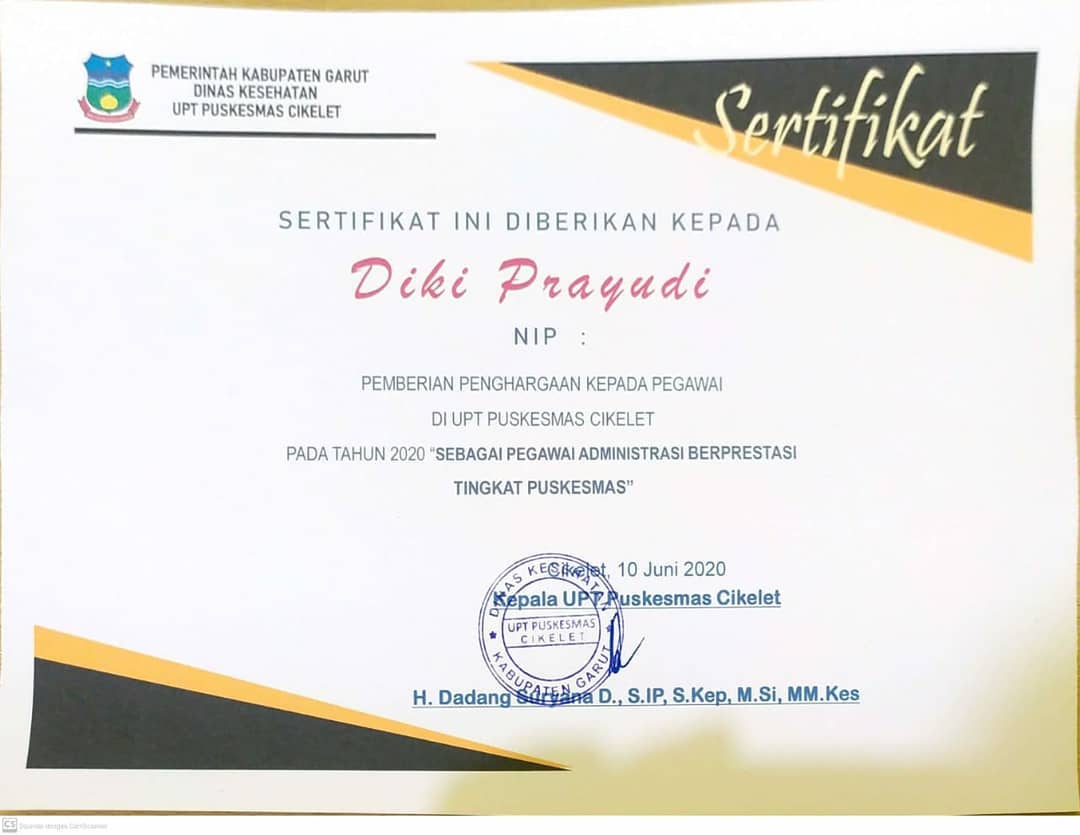 PEMERINTAH KABUPATEN GARUT
DINAS KESEHATAN
UPT PUSKESMAS CIKELET
Sertifikat
SERTIFIKAT INI DIBERIKAN KEPADA
Diki Prayudi
NIP :
PEMBERIAN PENGHARGAAN KEPADA PEGAWAI
DI UPT PUSKESMAS CIKELET
PADA TAHUN 2020 “SEBAGAI PEGAWAI ADMINISTRASI BERPRESTASI
TINGKAT PUSKESMAS”
Cikelet, 10 Juni 2020
Kepala UPT Puskesmas Cikelet
DINAS KESEHATAN
UPT PUSKESMAS
CIKELET
KABUPATEN GARUT
H. Dadang Suryana D., S.IP, S.Kep, M.Si, MM.Kes
CS Dipindai dengan CamScanner